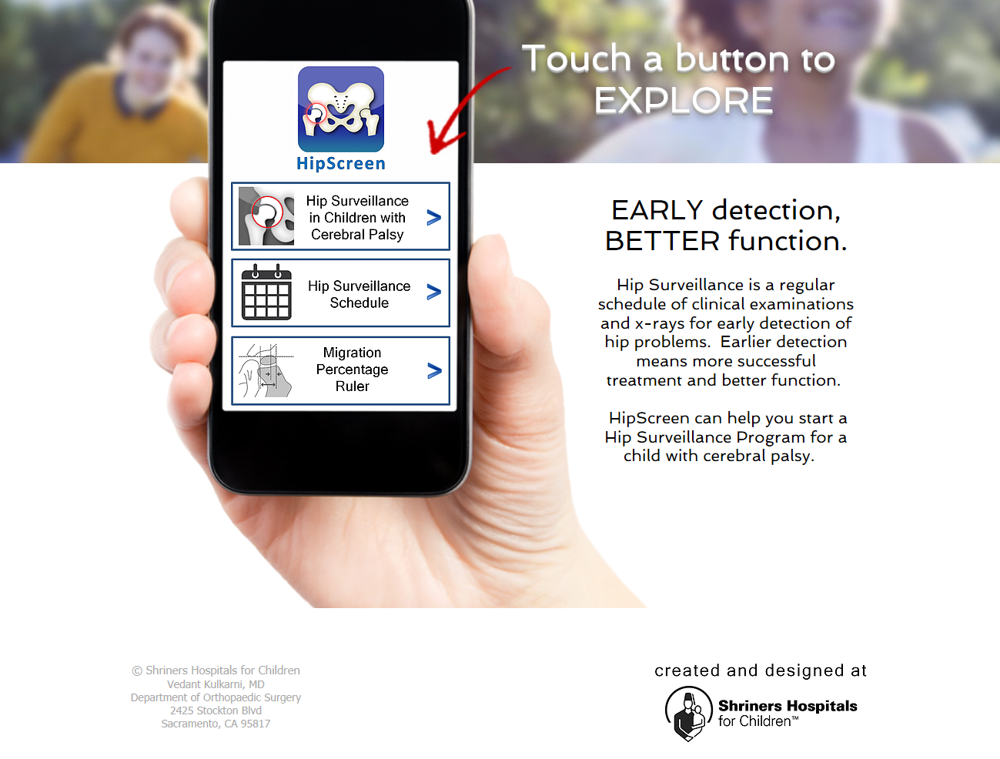 Touch a button to
EXPLORE
HipScreen
Hip Surveillance
in Children with
Cerebral Palsy
>
Hip Surveillance
Schedule
>
Migration
Percentage
Ruler
>
EARLY detection,
BETTER function.
Hip Surveillance is a regular
schedule of clinical examinations
and x-rays for early detection of
hip problems.  Earlier detection
means more successful
treatment and better function.
HipScreen can help you start a
Hip Surveillance Program for a
child with cerebral palsy.
© Shriners Hospitals for Children
Vedant Kulkarni, MD
Department of Orthopaedic Surgery
2425 Stockton Blvd
Sacramento, CA 95817
created and designed at
Shriners Hospitals
for Children™